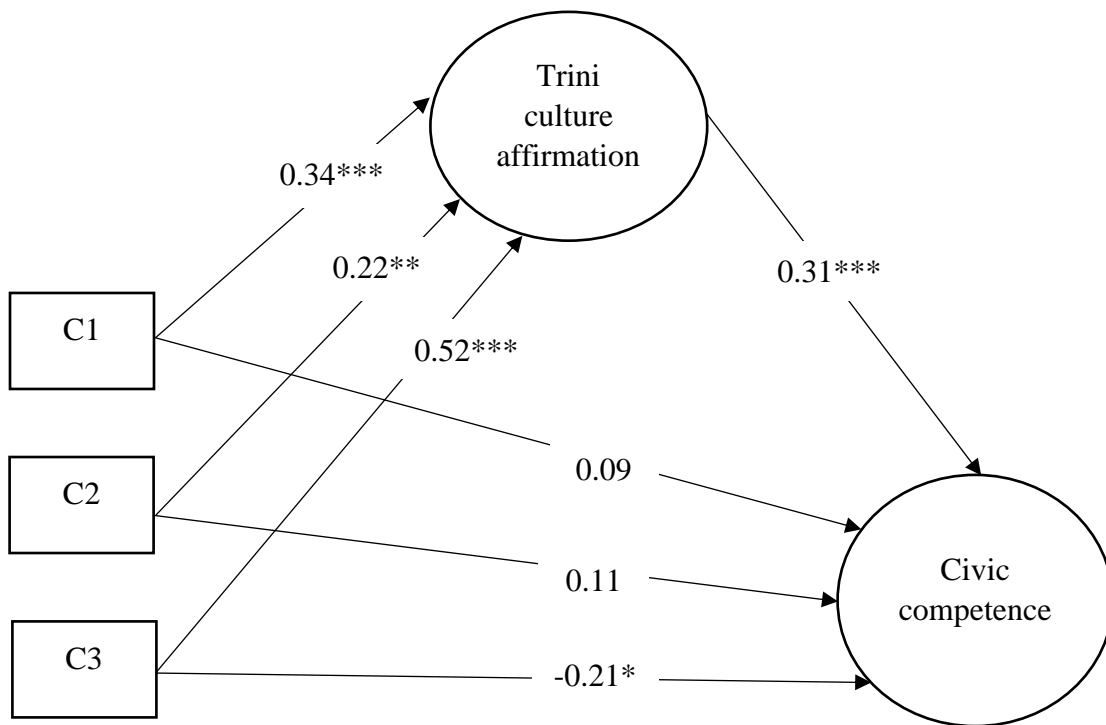 Trini
culture
affirmation
0.34***
0.22**
0.31***
C1
0.52***
C2
0.09
0.11
Civic
competence
C3
-0.21*